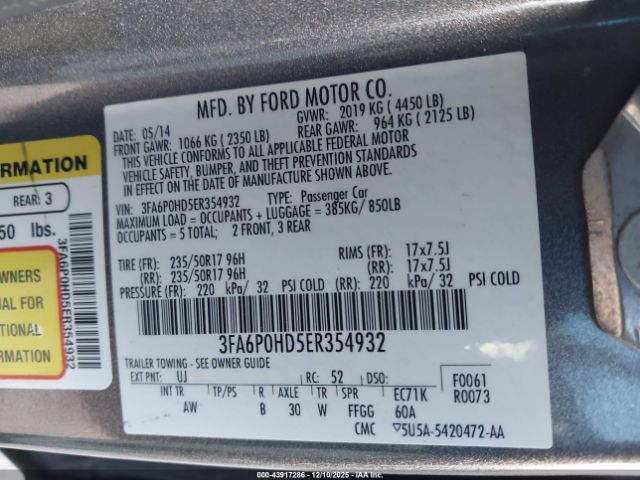 MFD. BY FORD MOTOR CO.
DATE: 05/14 GVWR: 2019 KG ( 4450 LB)
FRONT GAWR: 1066 KG ( 2350 LB) REAR GAWR: 964 KG ( 2125 LB)
THIS VEHICLE CONFORMS TO ALL APPLICABLE FEDERAL MOTOR
VEHICLE SAFETY, BUMPER, AND THEFT PREVENTION STANDARDS
IN EFFECT ON THE DATE OF MANUFACTURE SHOWN ABOVE.
VIN: 3FA6P0HD5ER354932 TYPE: Passenger Car
MAXIMUM LOAD = OCCUPANTS + LUGGAGE = 385KG/ 850LB
OCCUPANTS = 5 TOTAL: 2 FRONT, 3 REAR
TIRE (FR): 235/50R17 96H RIMS (FR): 17x7.5J
(RR): 235/50R17 96H (RR): 17x7.5J
PRESSURE (FR): 220 kPa/ 32 PSI COLD (RR): 220 kPa/ 32 PSI COLD
3FA6P0HD5ER354932
TRAILER TOWING - SEE OWNER GUIDE
EXT PNT: UJ RC: 52 DSO: F0061
INT TR TP/PS R AXLE TR SPR EC71K R0073
AW B 30 W FFGG 60A
CMC ▽5U5A-5420472-AA
ORMATION
REAR: 3
50 lbs.
WNERS
AL FOR
TIONAL
RMATION
3FA6P0HD5ER354932
000-43917286 - 12/10/2025 - IAA Holdings, LLC